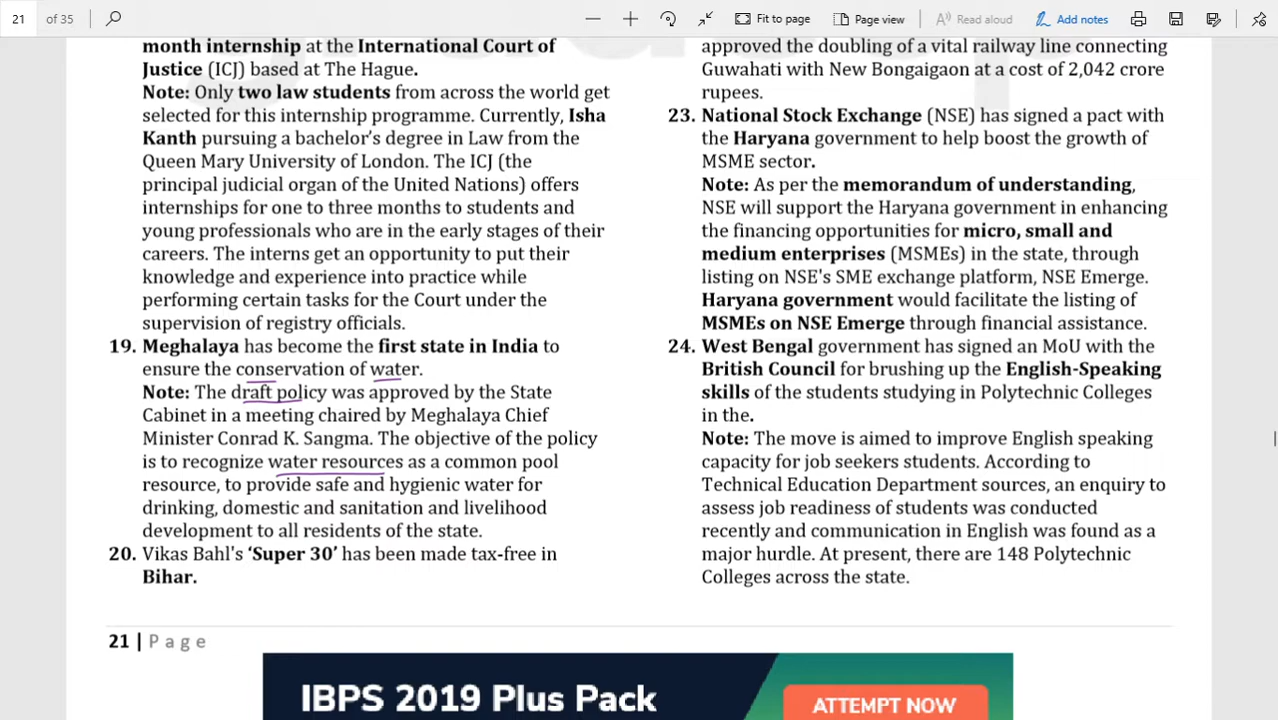 21 of 35 Fit to page Page view Read aloud Add notes
month internship at the International Court of
Justice (ICJ) based at The Hague.
Note: Only two law students from across the world get
selected for this internship programme. Currently, Isha
Kanth pursuing a bachelor's degree in Law from the
Queen Mary University of London. The ICJ (the
principal judicial organ of the United Nations) offers
internships for one to three months to students and
young professionals who are in the early stages of their
careers. The interns get an opportunity to put their
knowledge and experience into practice while
performing certain tasks for the Court under the
supervision of registry officials.
19. Meghalaya has become the first state in India to
ensure the conservation of water.
Note: The draft policy was approved by the State
Cabinet in a meeting chaired by Meghalaya Chief
Minister Conrad K. Sangma. The objective of the policy
is to recognize water resources as a common pool
resource, to provide safe and hygienic water for
drinking, domestic and sanitation and livelihood
development to all residents of the state.
20. Vikas Bahl's ‘Super 30’ has been made tax-free in
Bihar.
approved the doubling of a vital railway line connecting
Guwahati with New Bongaigaon at a cost of 2,042 crore
rupees.
23. National Stock Exchange (NSE) has signed a pact with
the Haryana government to help boost the growth of
MSME sector.
Note: As per the memorandum of understanding,
NSE will support the Haryana government in enhancing
the financing opportunities for micro, small and
medium enterprises (MSMEs) in the state, through
listing on NSE's SME exchange platform, NSE Emerge.
Haryana government would facilitate the listing of
MSMEs on NSE Emerge through financial assistance.
24. West Bengal government has signed an MoU with the
British Council for brushing up the English-Speaking
skills of the students studying in Polytechnic Colleges
in the.
Note: The move is aimed to improve English speaking
capacity for job seekers students. According to
Technical Education Department sources, an enquiry to
assess job readiness of students was conducted
recently and communication in English was found as a
major hurdle. At present, there are 148 Polytechnic
Colleges across the state.
21 | Page
IBPS 2019 Plus Pack
ATTEMPT NOW